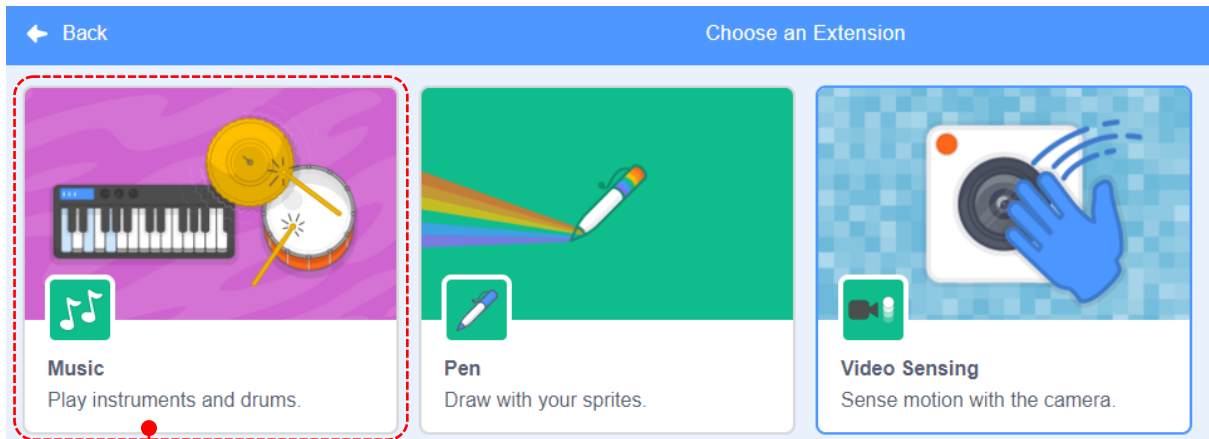 Back
Choose an Extension
Music
Play instruments and drums.
Pen
Draw with your sprites.
Video Sensing
Sense motion with the camera.